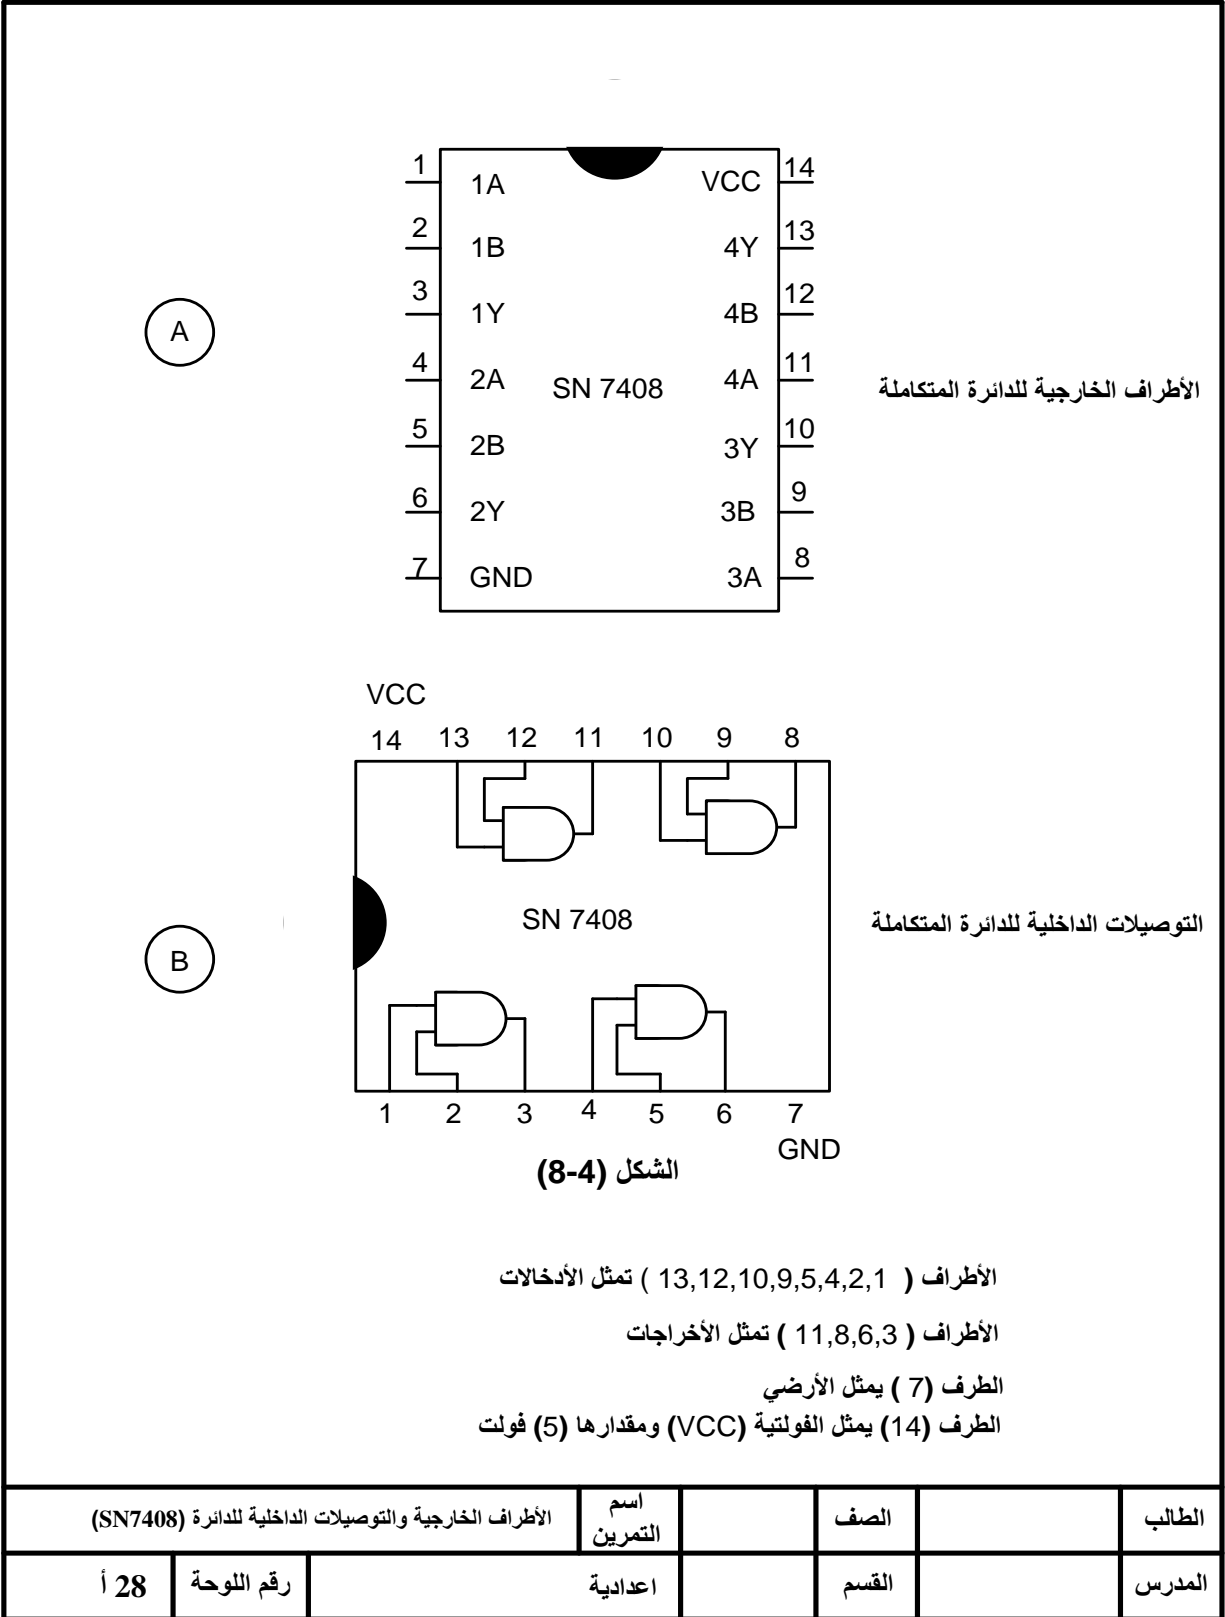 1 1A VCC 14
2 1B 4Y 13
3 1Y 4B 12
A
4 2A SN 7408 4A 11
الأطراف الخارجية للدائرة المتكاملة
5 2B 3Y 10
6 2Y 3B 9
7 GND 3A 8
VCC
14 13 12 11 10 9 8
SN 7408
التوصيلات الداخلية للدائرة المتكاملة
B
1 2 3 4 5 6 7
GND
الشكل (4-8)
الأطراف ( 13,12,10,9,5,4,2,1 ) تمثل الأدخالات
الأطراف ( 11,8,6,3 ) تمثل الأخراجات
الطرف (7 ) يمثل الأرضي
الطرف (14) يمثل الفولتية (VCC) ومقدارها (5) فولت
الطالب الصف اسم التمرين الأطراف الخارجية والتوصيلات الداخلية للدائرة (SN7408)
المدرس القسم اعدادية رقم اللوحة 28 أ